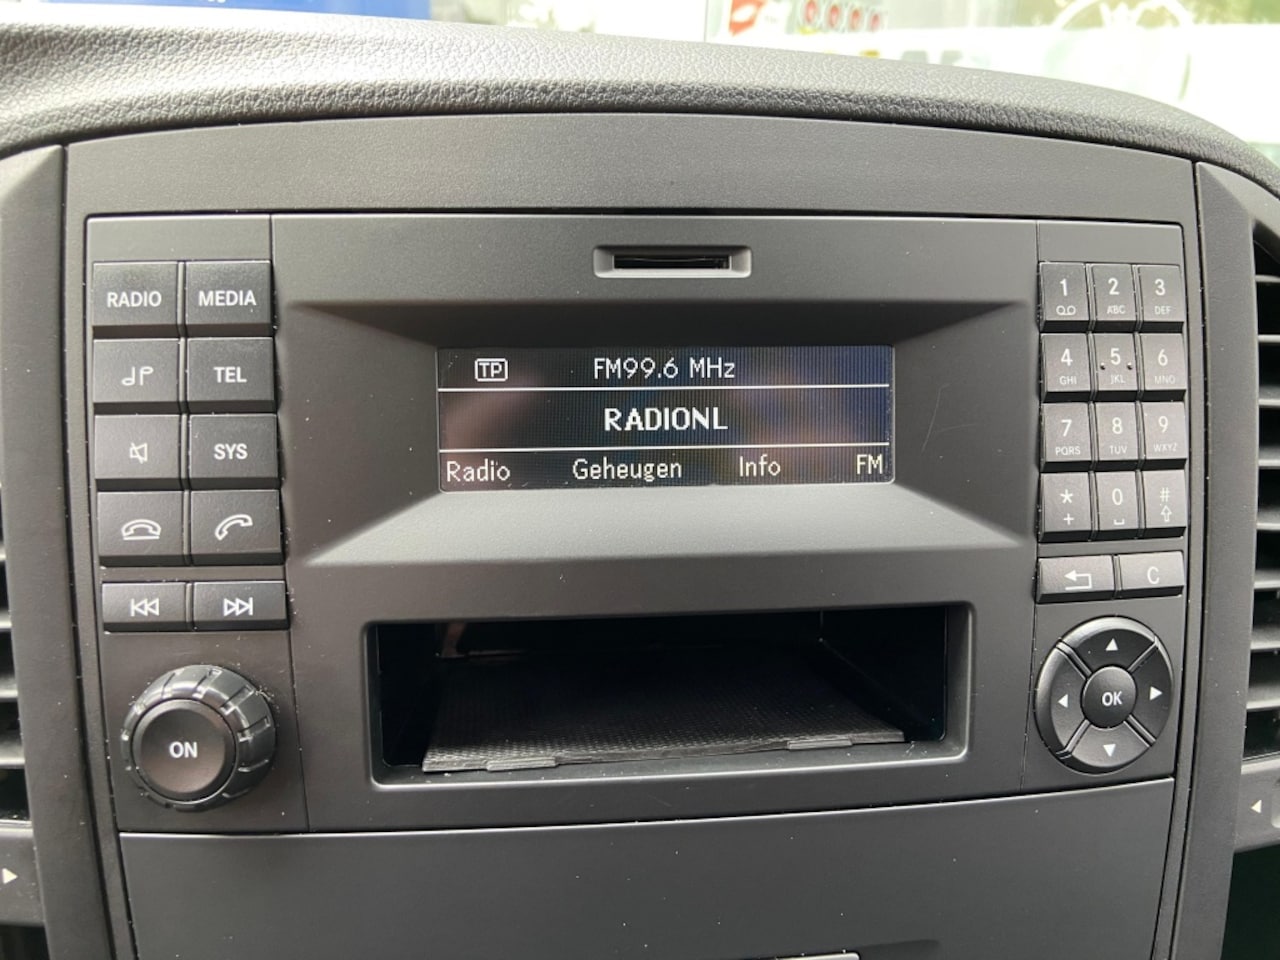 RADIO MEDIA
TEL
SYS
ON
TP FM99.6 MHz
RADIONL
Radio Geheugen Info FM
1 2 3
ABC DEF
4 5 6
GHI JKL MNO
7 8 9
PQRS TUV WXYZ
* 0 #
+
C
OK